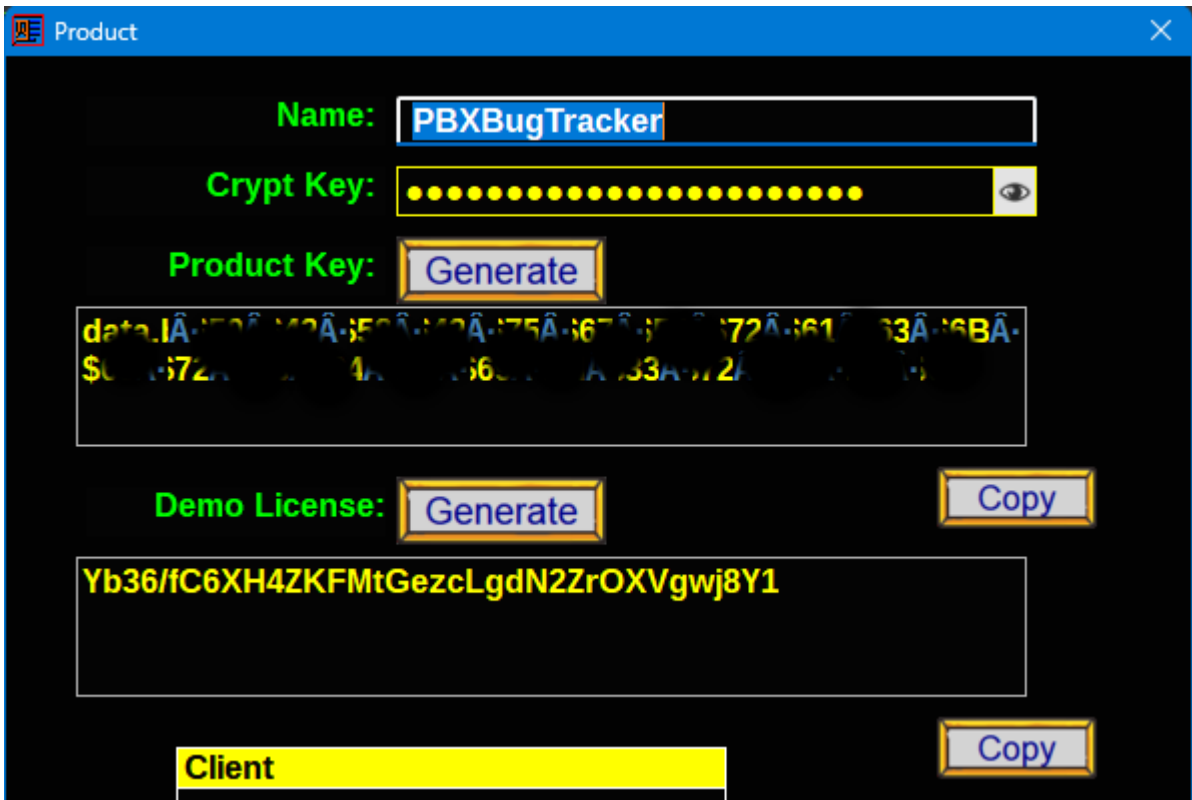 Product
Name:
PBXBugTracker
Crypt Key:
Product Key:
Generate
Demo License:
Generate
Copy
Yb36/fC6XH4ZKFMtGezcLgdN2ZrOXVgwj8Y1
Copy
Client